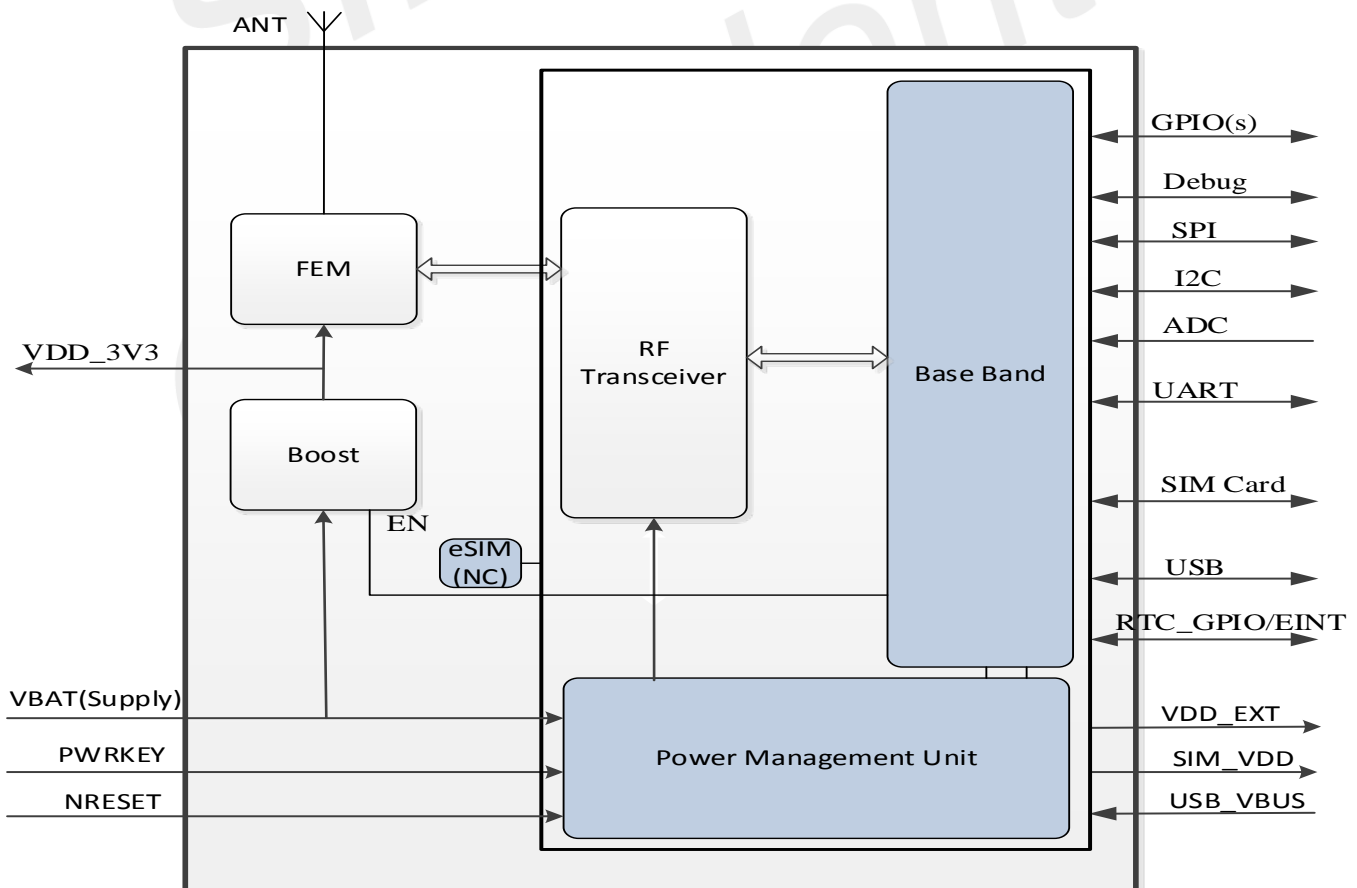 ANT
GPIO(s)
Debug
SPI
FEM
I2C
ADC
VDD_3V3
RF
Transceiver
Base Band
UART
Boost
SIM Card
EN
eSIM
(NC)
USB
RTC_GPIO/EINT
VBAT(Supply)
VDD_EXT
PWRKEY
Power Management Unit
SIM_VDD
NRESET
USB_VBUS